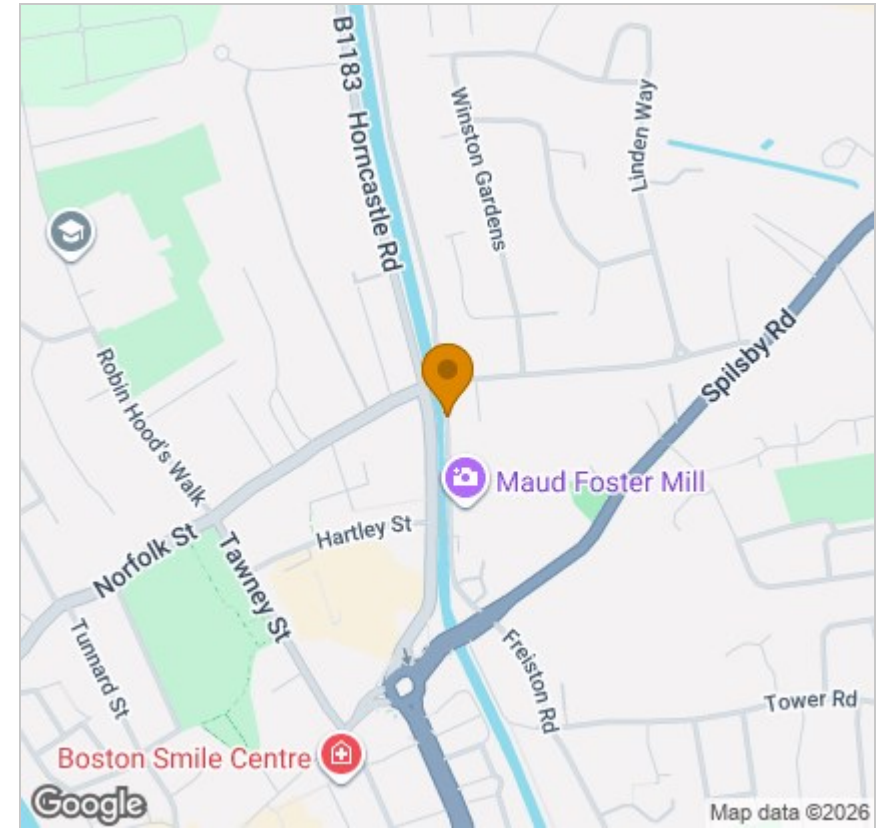 B1183 Horncastle Rd
Winston Gardens
Linden Way
Spilsby Rd
Robin Hood's Walk
Maud Foster Mill
Hartley St
Norfolk St
Tawney St
Tunnard St
Freiston Rd
Tower Rd
Boston Smile Centre
Google
Map data ©2026